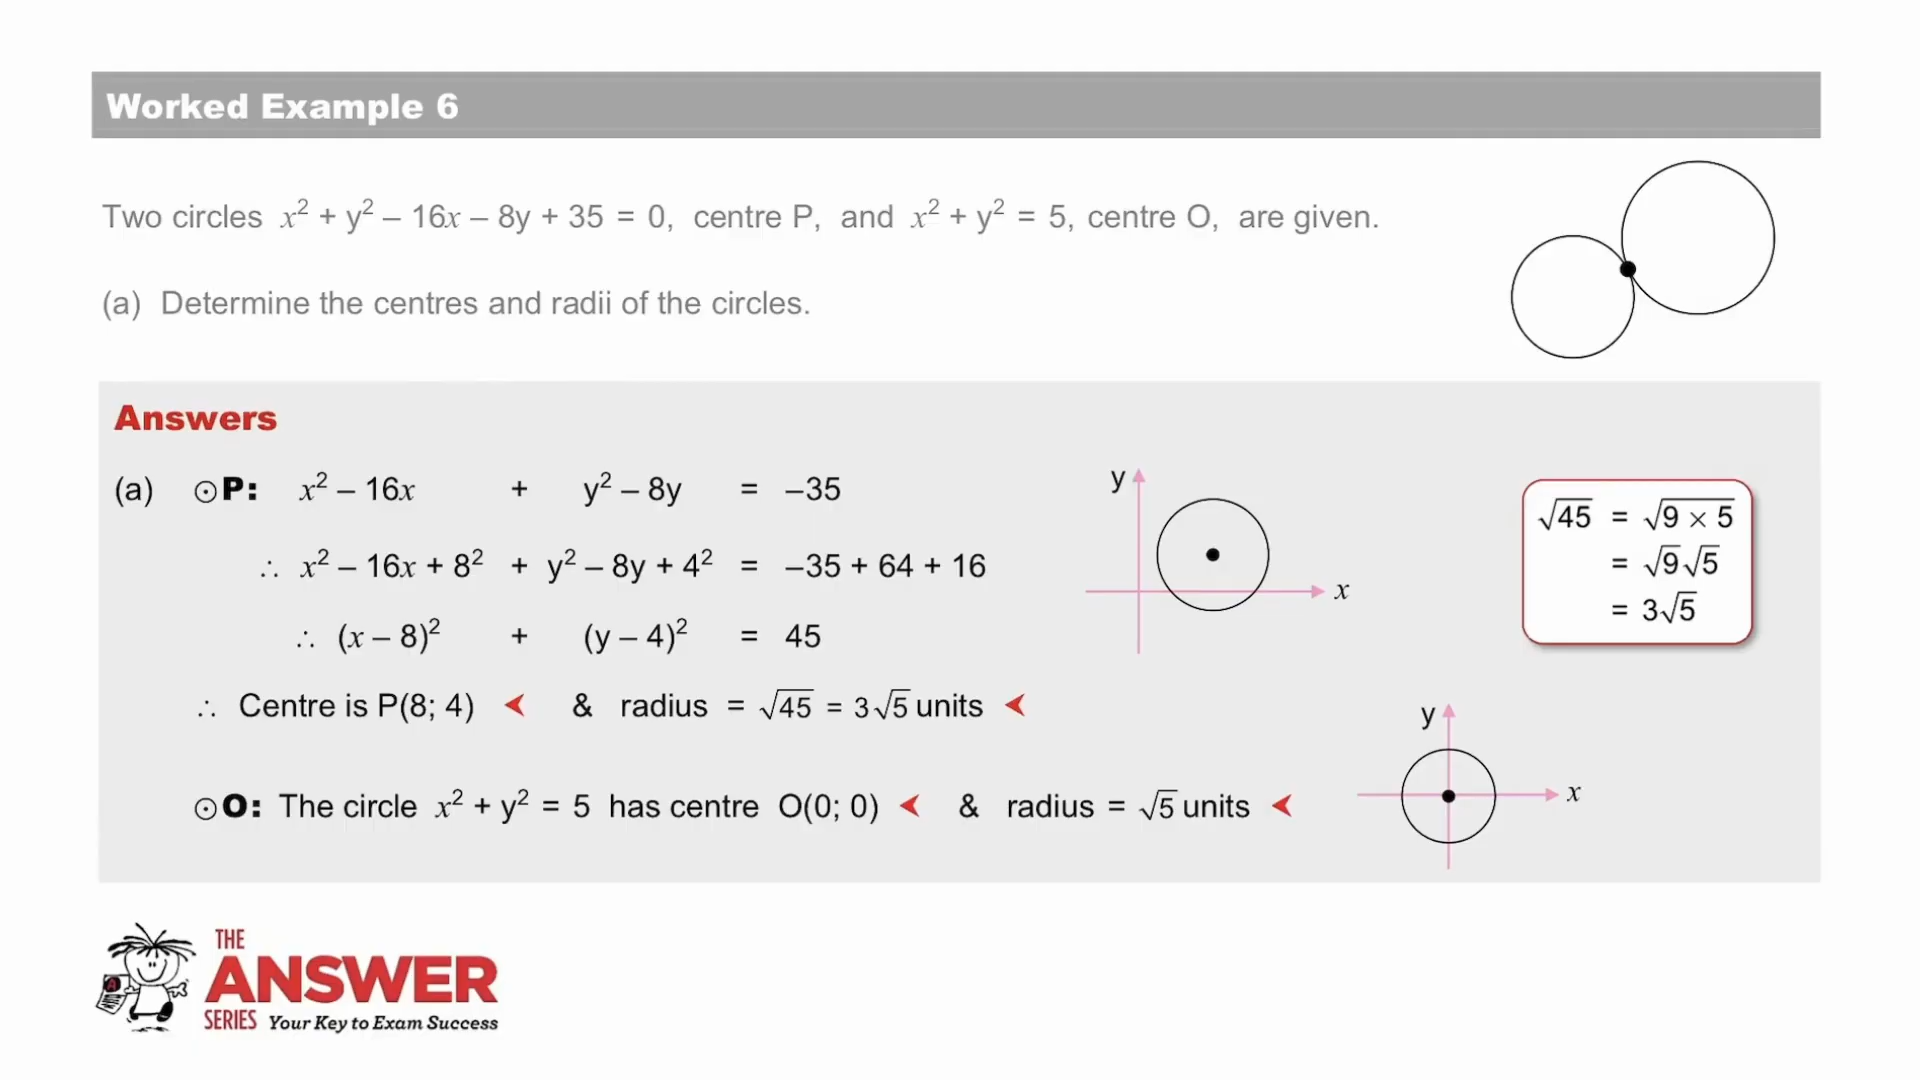 Worked Example 6
Two circles x² + y² – 16x – 8y + 35 = 0, centre P, and x² + y² = 5, centre O, are given.
(a) Determine the centres and radii of the circles.
Answers
(a) ⊙P: x² – 16x + y² – 8y = –35
∴ x² – 16x + 8² + y² – 8y + 4² = –35 + 64 + 16
∴ (x – 8)² + (y – 4)² = 45
∴ Centre is P(8; 4) & radius = √45 = 3√5 units
y
x
√45 = √9 × 5
= √9√5
= 3√5
⊙O: The circle x² + y² = 5 has centre O(0; 0) & radius = √5 units
y
x
THE
ANSWER
SERIES Your Key to Exam Success
A